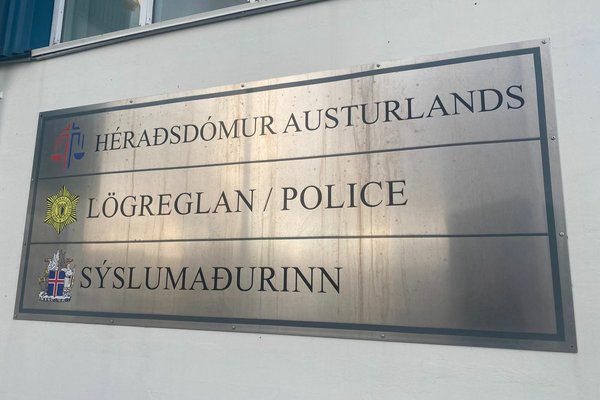 HÉRAÐSDÓMUR AUSTURLANDS
LÖGREGLAN / POLICE
SÝSLUMAÐURINN